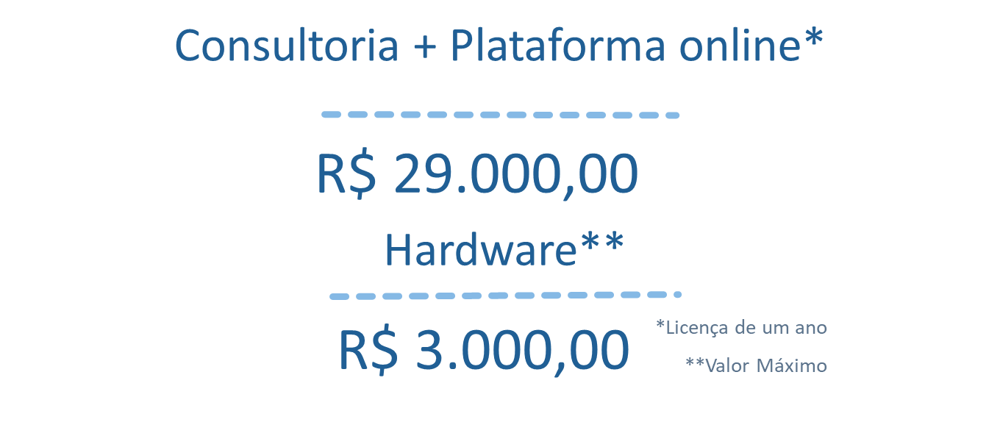 Consultoria + Plataforma online*
R$ 29.000,00
Hardware**
R$ 3.000,00
*Licença de um ano
**Valor Máximo